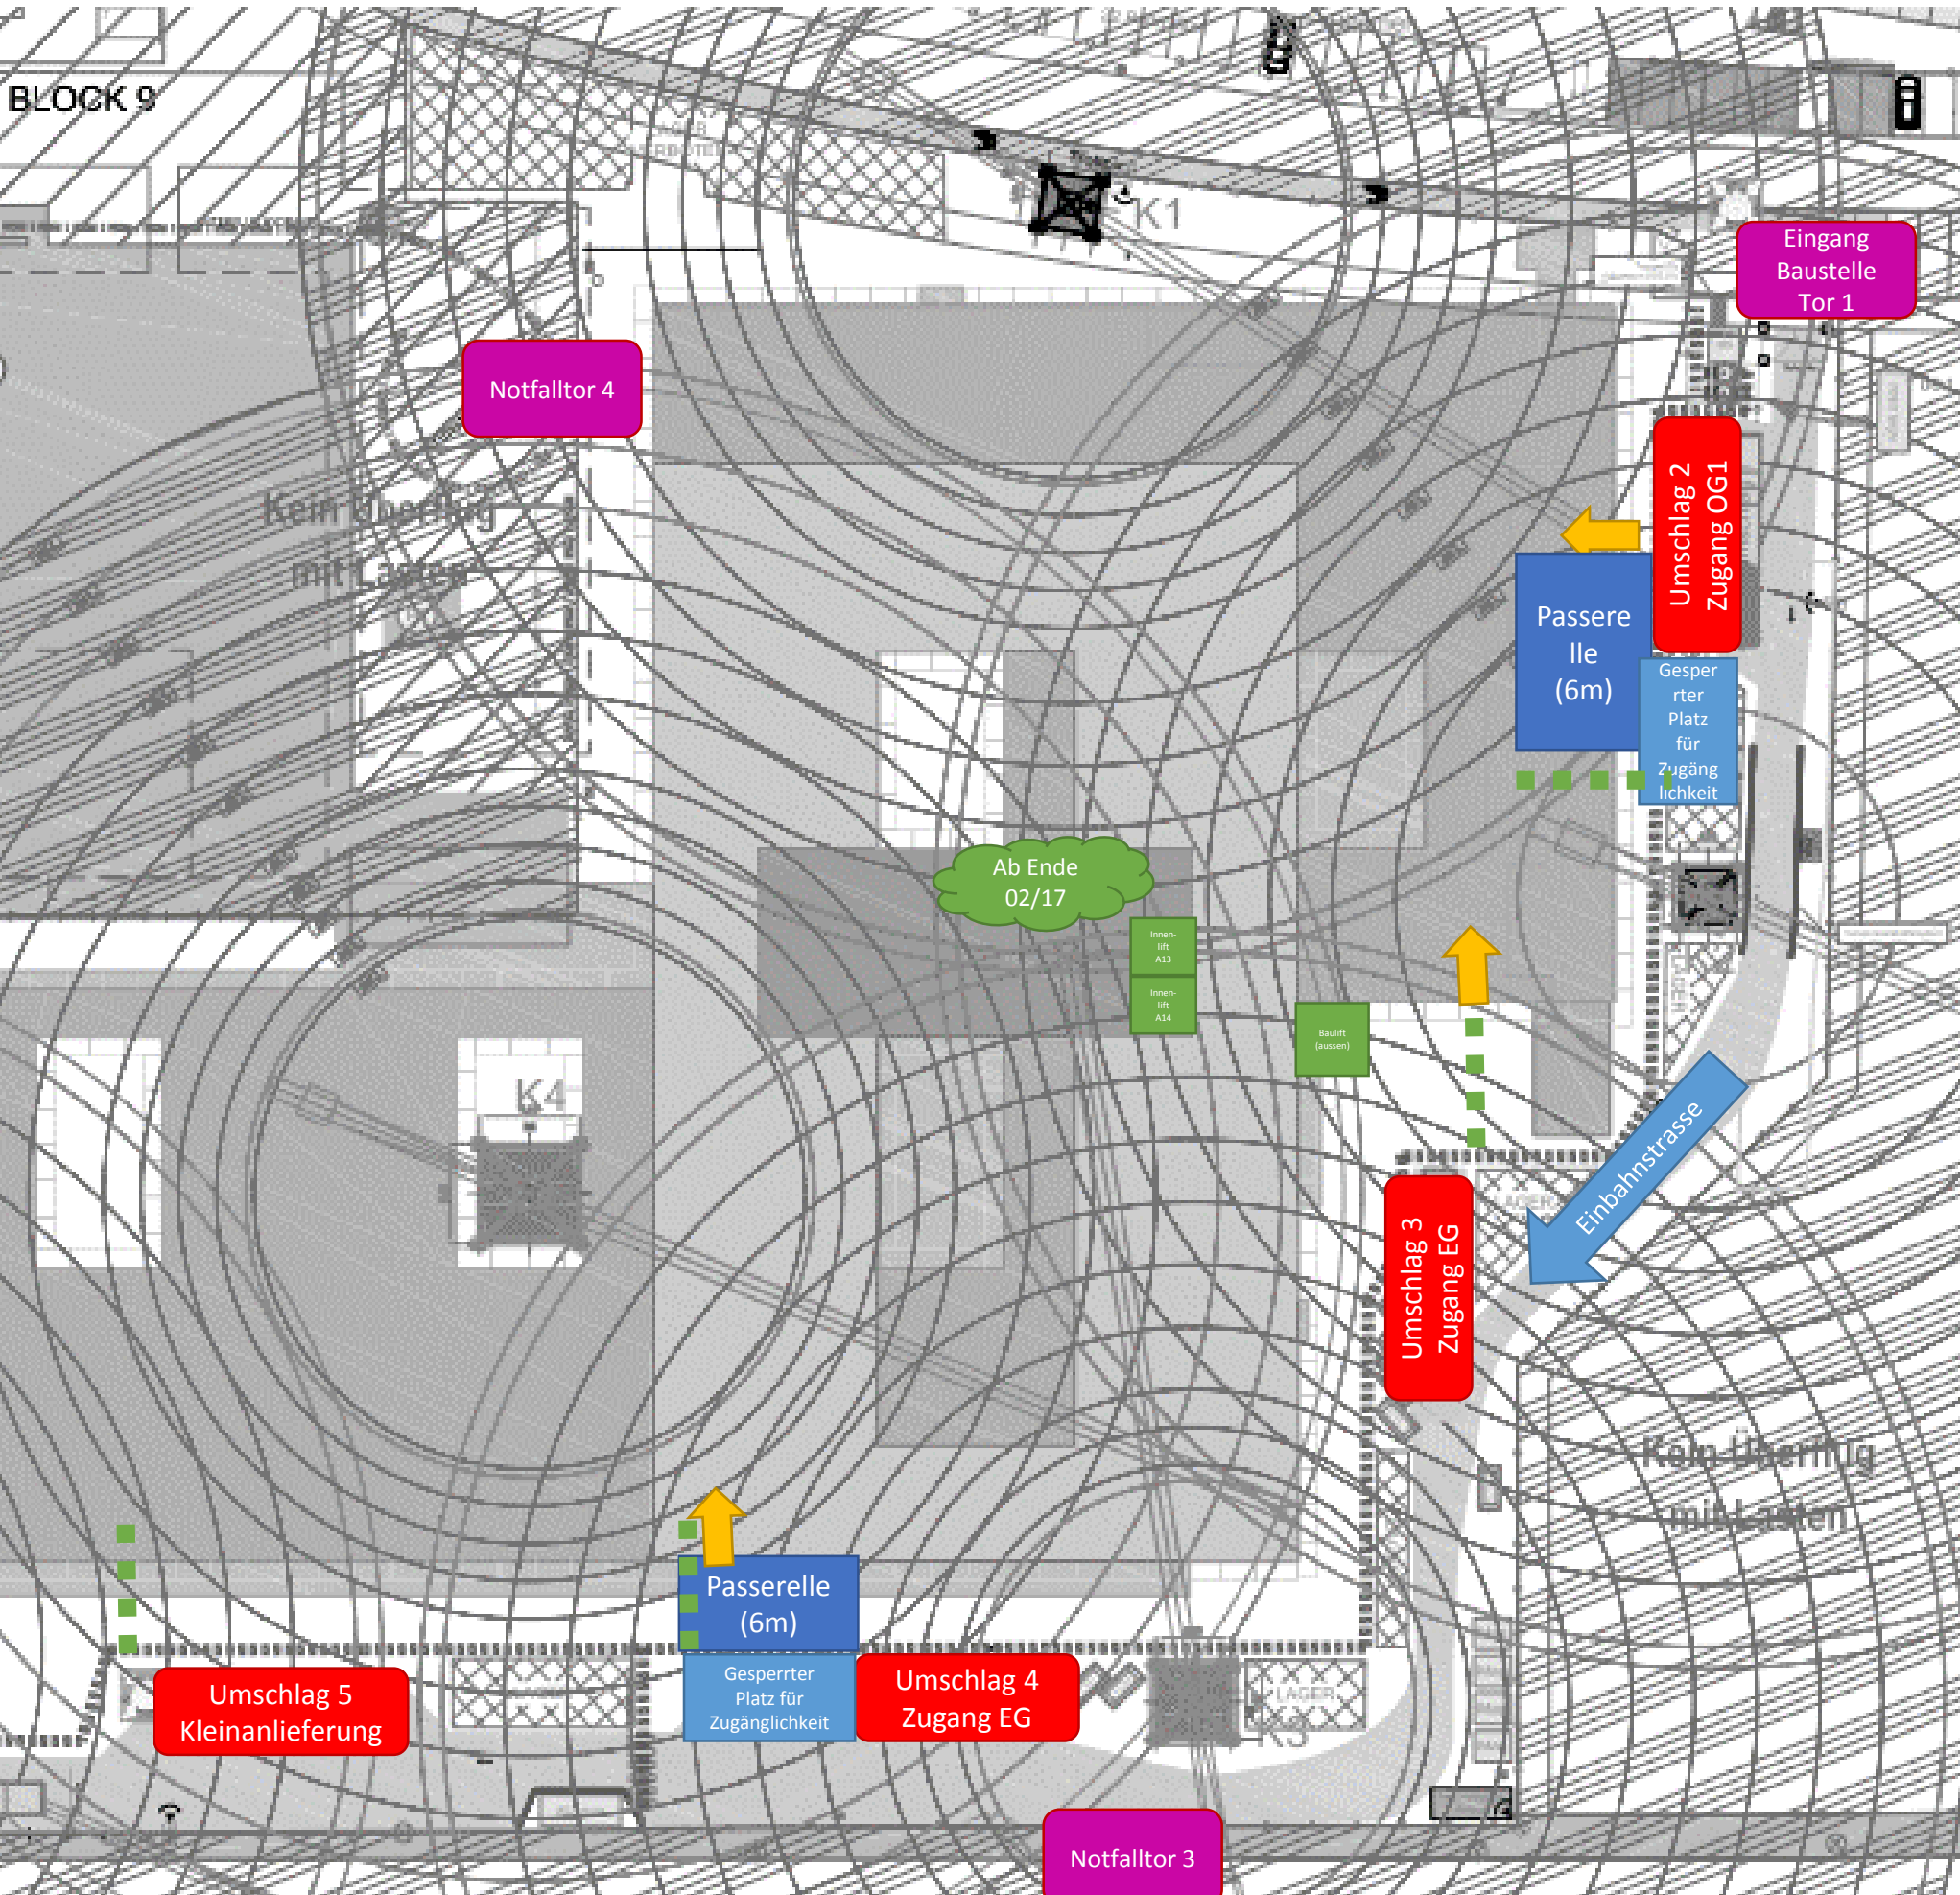 BLOCK 9
K1
Eingang
Baustelle
Tor 1
Notfalltor 4
Umschlag 2
Zugang OG1
Kein Überflug
mit Lasten
Passere
lle
(6m)
Gesper
rter
Platz
für
Zugäng
lichkeit
Ab Ende
02/17
Innen-
lift
A13
Innen-
lift
A14
Baulift
(aussen)
K4
Einbahnstrasse
LAGER
Umschlag 3
Zugang EG
Kein Überflug
mit Lasten
Passerelle
(6m)
Umschlag 5
Kleinanlieferung
Gesperrter
Platz für
Zugänglichkeit
Umschlag 4
Zugang EG
LAGER
K3
Notfalltor 3